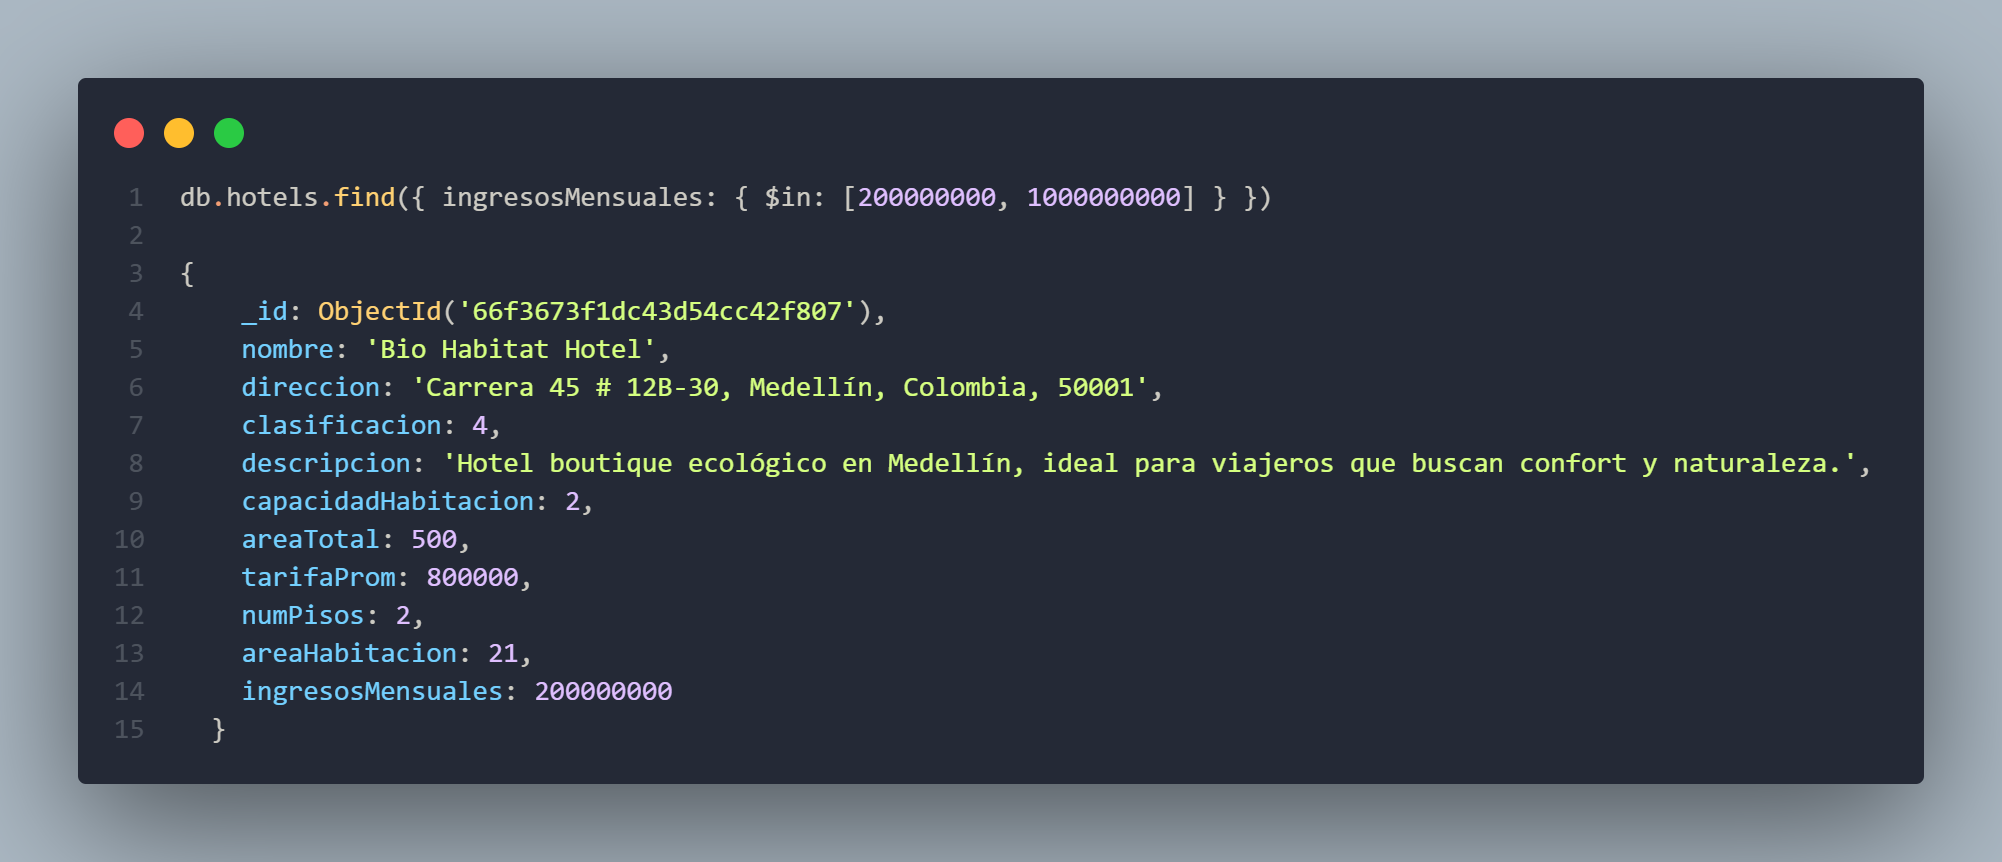 1 db.hotels.find({ ingresosMensuales: { $in: [200000000, 1000000000] } })
2
3 {
4 _id: ObjectId('66f3673f1dc43d54cc42f807'),
5 nombre: 'Bio Habitat Hotel',
6 direccion: 'Carrera 45 # 12B-30, Medellín, Colombia, 50001',
7 clasificacion: 4,
8 descripcion: 'Hotel boutique ecológico en Medellín, ideal para viajeros que buscan confort y naturaleza.',
9 capacidadHabitacion: 2,
10 areaTotal: 500,
11 tarifaProm: 800000,
12 numPisos: 2,
13 areaHabitacion: 21,
14 ingresosMensuales: 200000000
15 }